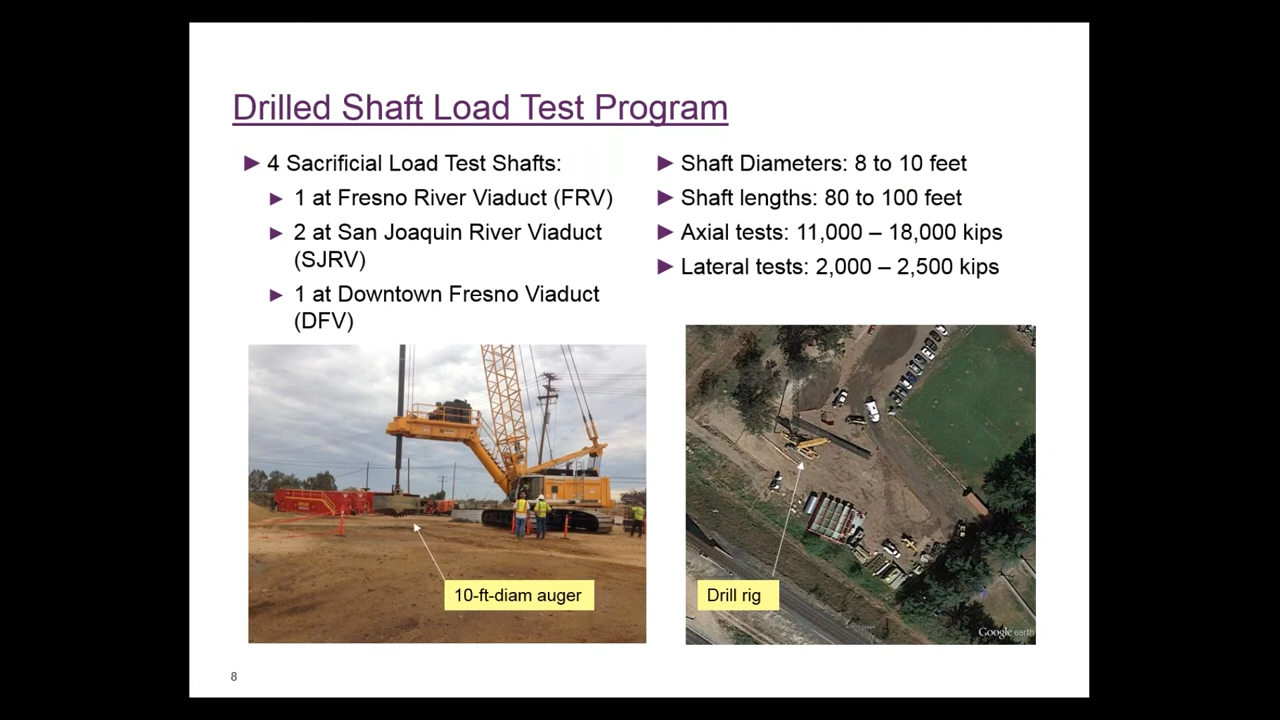 Drilled Shaft Load Test Program
► 4 Sacrificial Load Test Shafts:
► 1 at Fresno River Viaduct (FRV)
► 2 at San Joaquin River Viaduct
(SJRV)
► 1 at Downtown Fresno Viaduct
(DFV)
► Shaft Diameters: 8 to 10 feet
► Shaft lengths: 80 to 100 feet
► Axial tests: 11,000 – 18,000 kips
► Lateral tests: 2,000 – 2,500 kips
10-ft-diam auger
Drill rig
Google earth
8